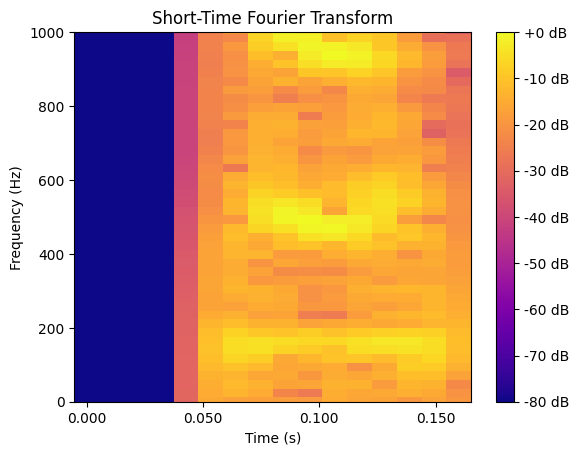 Short-Time Fourier Transform
1000
800
600
400
200
0
Frequency (Hz)
0.000
0.050
0.100
0.150
Time (s)
+0 dB
-10 dB
-20 dB
-30 dB
-40 dB
-50 dB
-60 dB
-70 dB
-80 dB